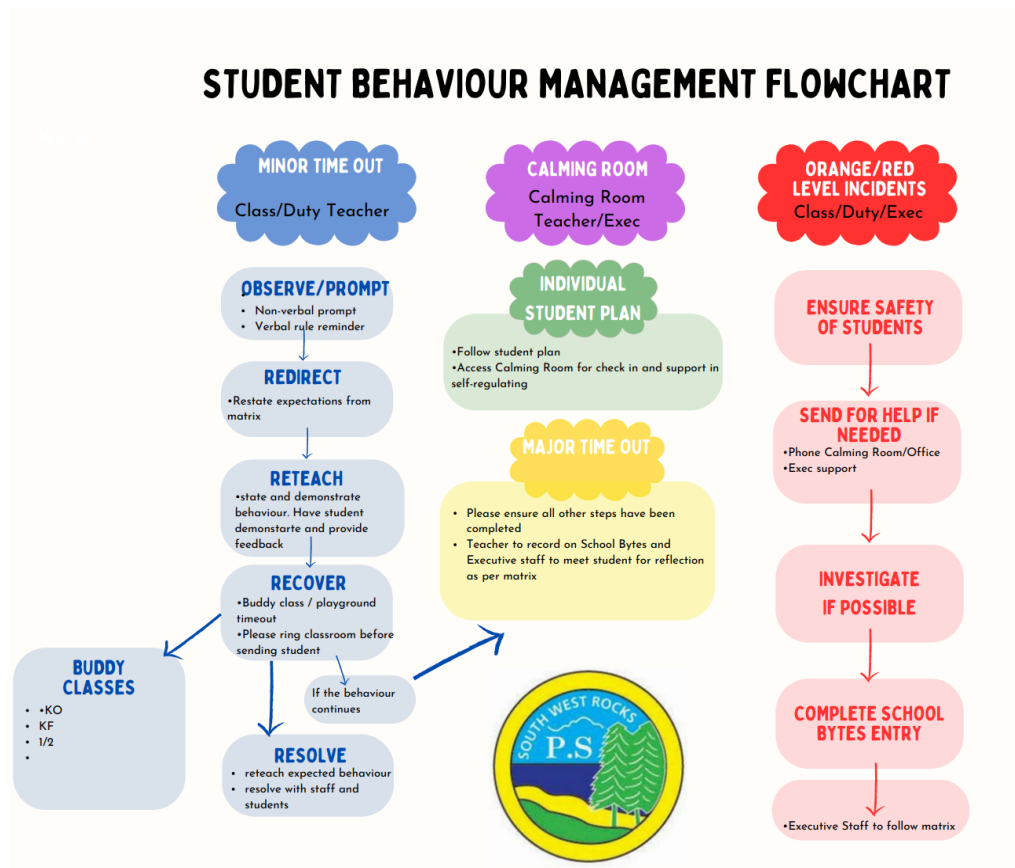 STUDENT BEHAVIOUR MANAGEMENT FLOWCHART
MINOR TIME OUT
Class/Duty Teacher
OBSERVE/PROMPT
• Non-verbal prompt
• Verbal rule reminder
REDIRECT
•Restate expectations from
matrix
RETEACH
•state and demonstrate
behaviour. Have student
demonstarte and provide
feedback
RECOVER
•Buddy class / playground
timeout
•Please ring classroom before
sending student
BUDDY
CLASSES
• •KO
• KF
• 1/2
•
If the behaviour
continues
RESOLVE
• reteach expected behaviour
• resolve with staff and
students
CALMING ROOM
Calming Room
Teacher/Exec
INDIVIDUAL
STUDENT PLAN
•Follow student plan
•Access Calming Room for check in and support in
self-regulating
MAJOR TIME OUT
• Please ensure all other steps have been
completed
• Teacher to record on School Bytes and
Executive staff to meet student for reflection
as per matrix
SOUTH WEST ROCKS
P.S
ORANGE/RED
LEVEL INCIDENTS
Class/Duty/Exec
ENSURE SAFETY
OF STUDENTS
SEND FOR HELP IF
NEEDED
•Phone Calming Room/Office
•Exec support
INVESTIGATE
IF POSSIBLE
COMPLETE SCHOOL
BYTES ENTRY
•Executive Staff to follow matrix